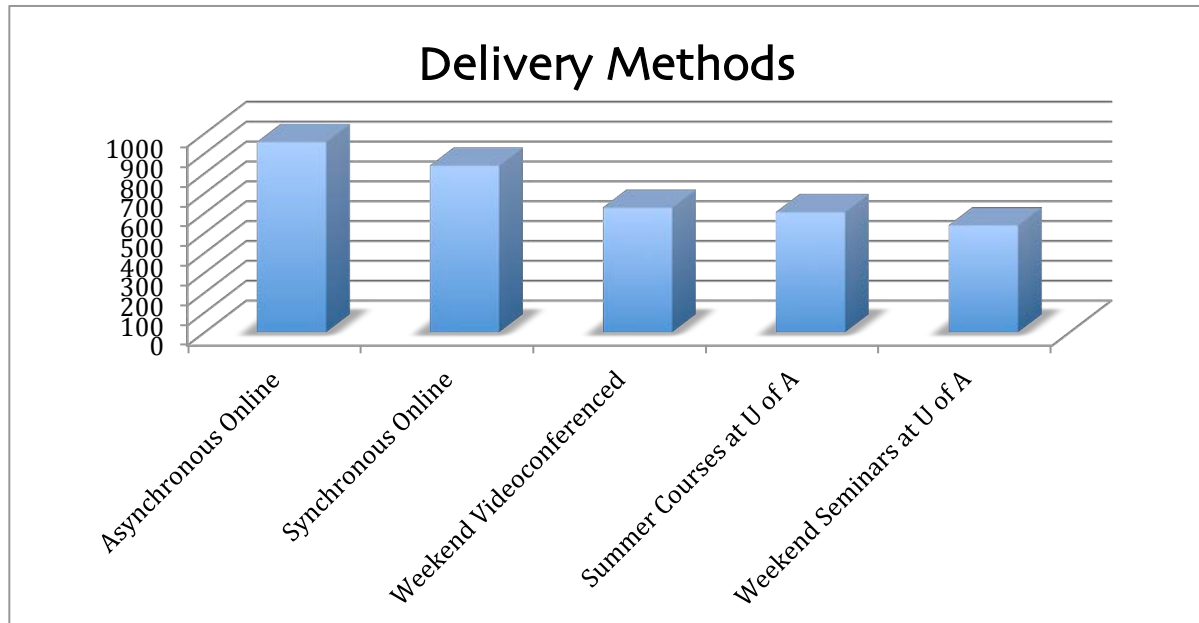 Delivery Methods
1000
900
800
700
600
500
400
300
200
100
0
Asynchronous Online
Synchronous Online
Weekend Videoconferenced
Summer Courses at U of A
Weekend Seminars at U of A